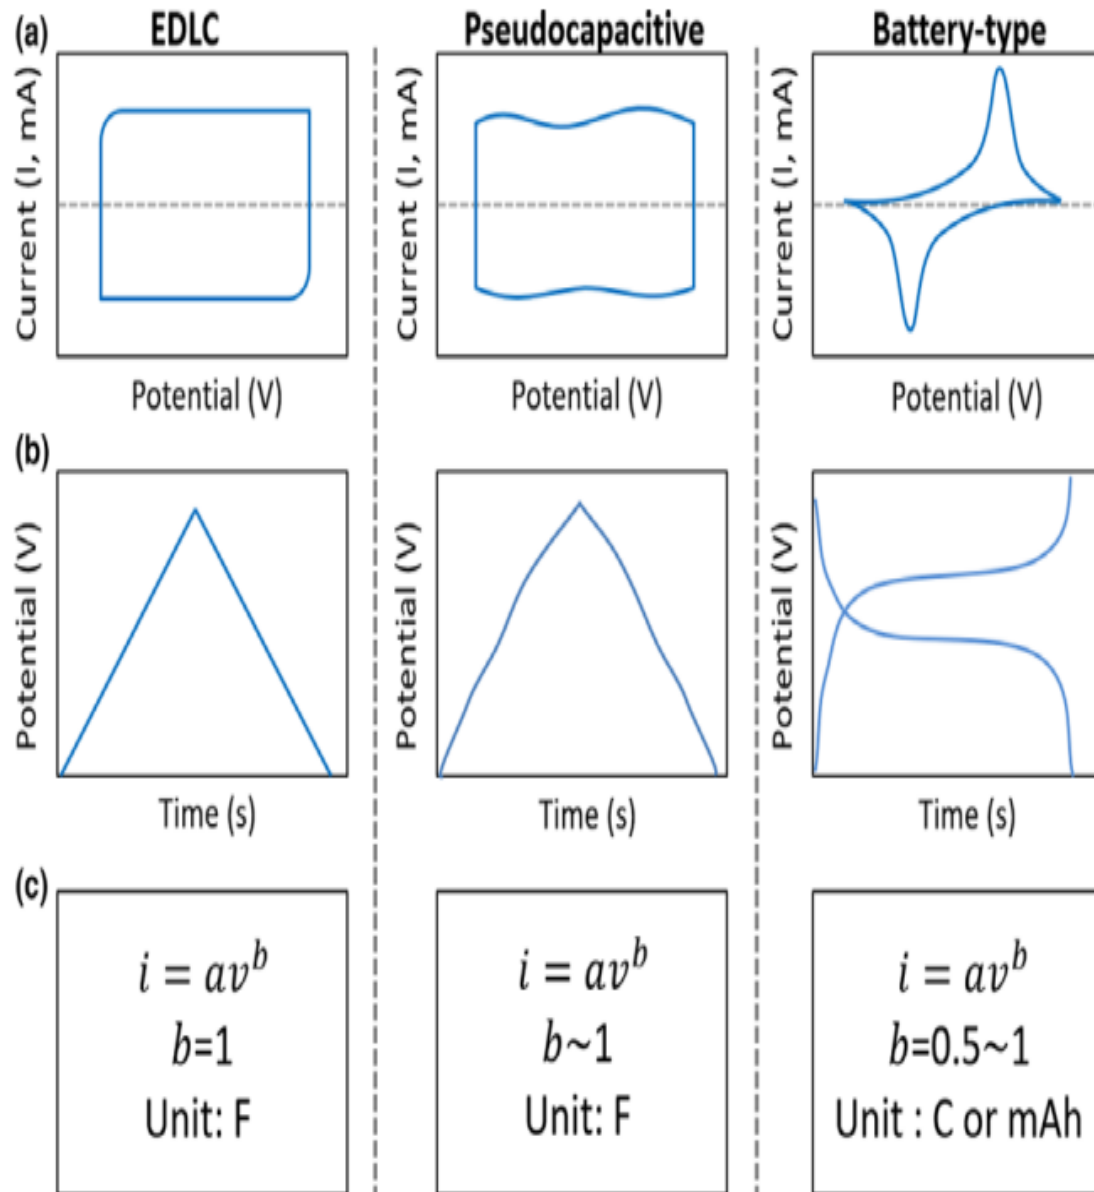 (a) EDLC Pseudocapacitive Battery-type
Current (I, mA) Current (I, mA) Current (I, mA)
Potential (V) Potential (V) Potential (V)
(b)
Potential (V) Potential (V) Potential (V)
Time (s) Time (s) Time (s)
(c)
i = av^b i = av^b i = av^b
b=1 b~1 b=0.5~1
Unit: F Unit: F Unit : C or mAh